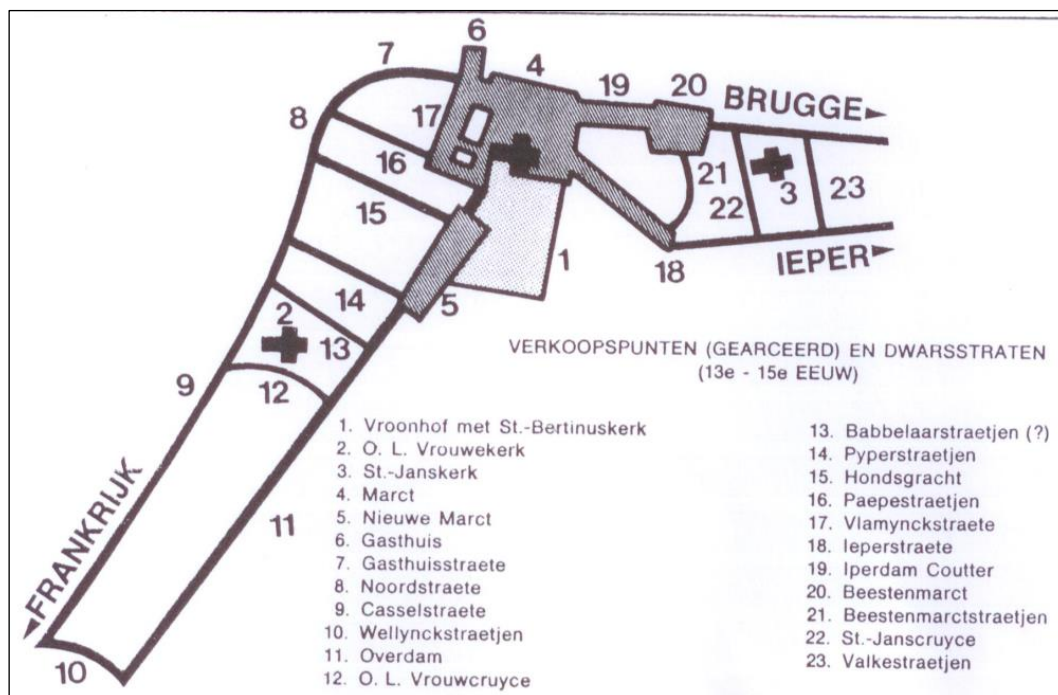 6
7
4
19
20
BRUGGE
8
17
16
21
3
23
15
22
1
18
IEPER
14
5
2
13
9
12
11
FRANKRIJK
10
VERKOOPSPUNTEN (GEARCEERD) EN DWARSSTRATEN
(13e - 15e EEUW)
1. Vroonhof met St.-Bertinuskerk
2. O. L. Vrouwekerk
3. St.-Janskerk
4. Marct
5. Nieuwe Marct
6. Gasthuis
7. Gasthuisstraete
8. Noordstraete
9. Casselstraete
10. Wellynckstraetjen
11. Overdam
12. O. L. Vrouwcruyce
13. Babbelaarstraetjen (?)
14. Pyperstraetjen
15. Hondsgracht
16. Paepestraetjen
17. Vlamynckstraete
18. Ieperstraete
19. Iperdam Coutter
20. Beestenmarct
21. Beestenmarctstraetjen
22. St.-Janscruyce
23. Valkestraetjen